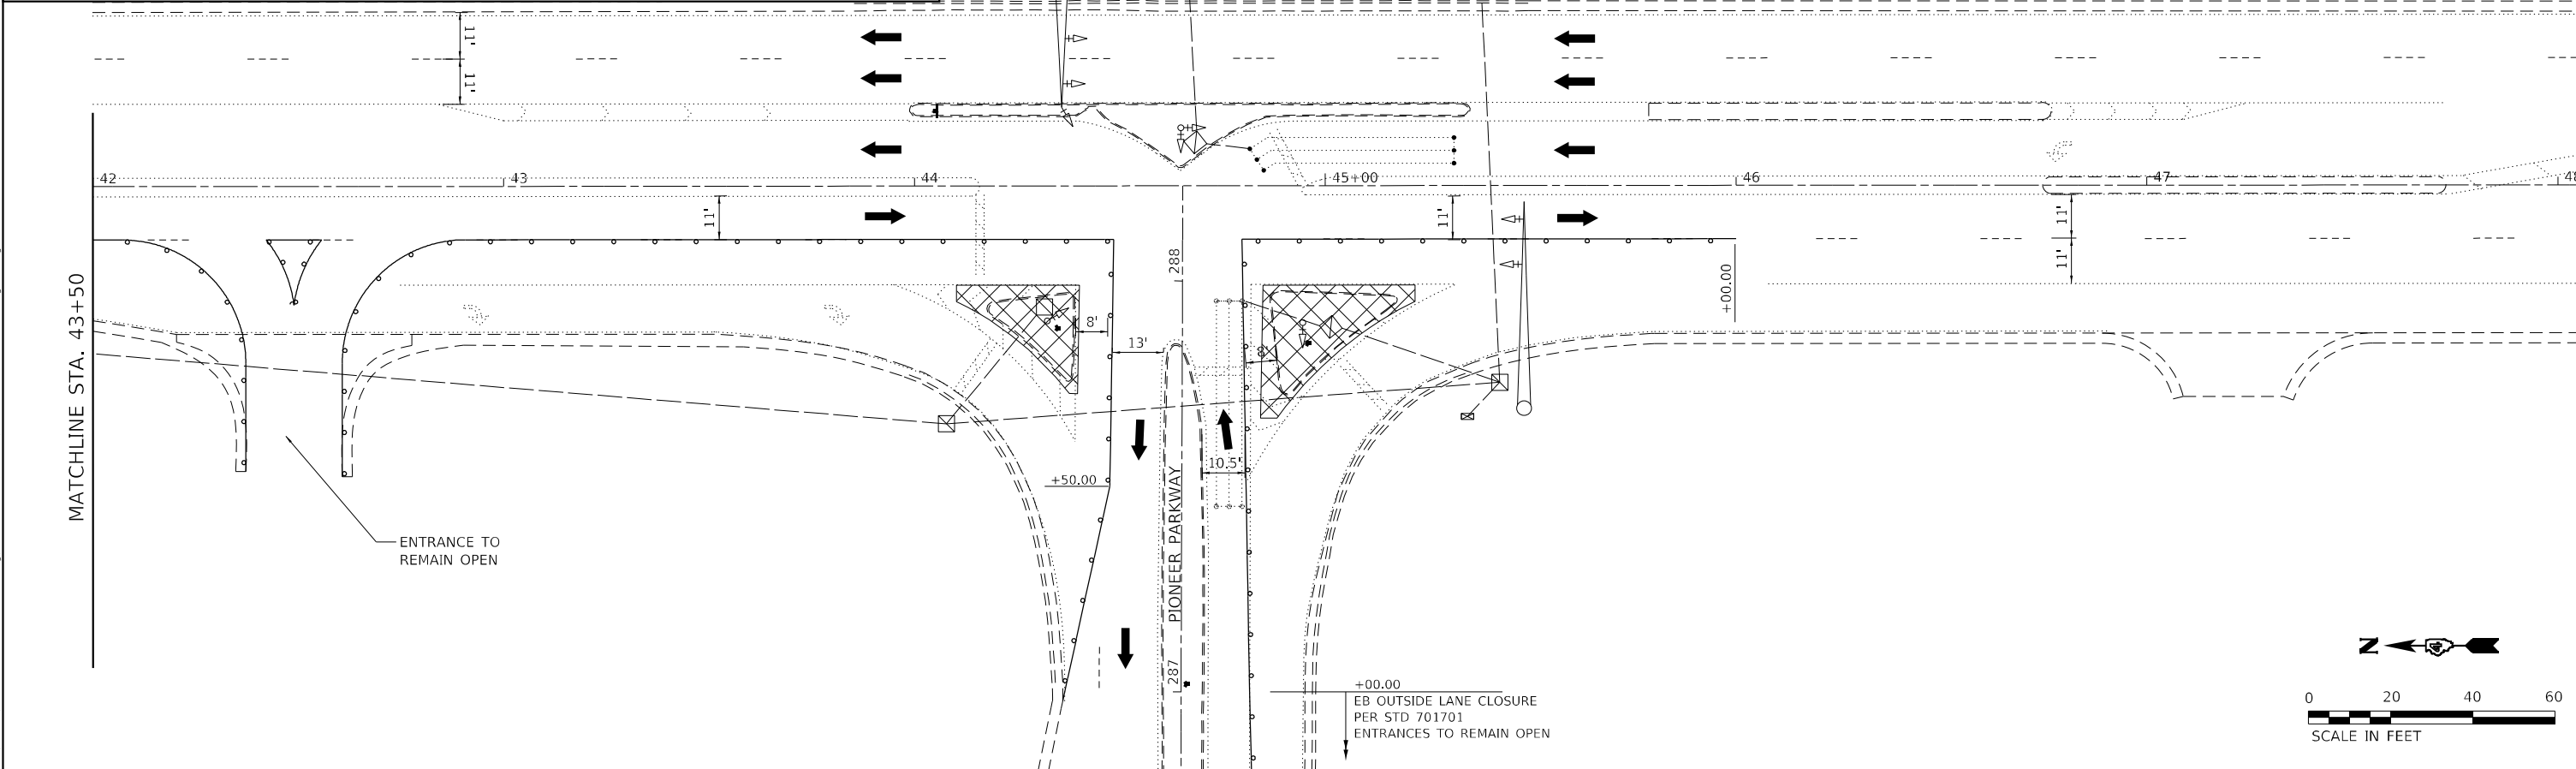 11'
11'
42
43
44
45+00
46
47
48
11'
11'
11'
11'
288
+00.00
MATCHLINE STA. 43+50
8'
13'
8'
10.5'
+50.00
PIONEER PARKWAY
ENTRANCE TO
REMAIN OPEN
287
+00.00
EB OUTSIDE LANE CLOSURE
PER STD 701701
ENTRANCES TO REMAIN OPEN
N
0 20 40 60
SCALE IN FEET